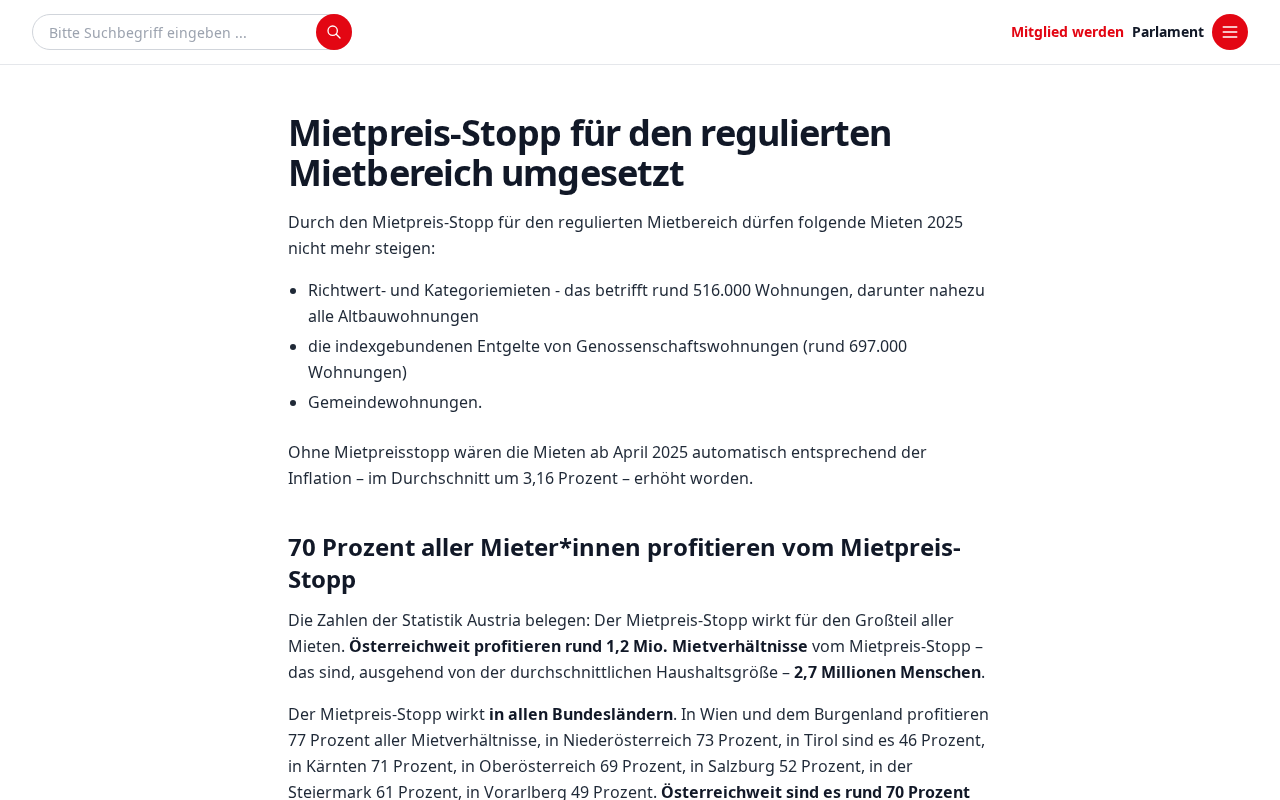 Bitte Suchbegriff eingeben ...
Mitglied werden Parlament
Mietpreis-Stopp für den regulierten
Mietbereich umgesetzt
Durch den Mietpreis-Stopp für den regulierten Mietbereich dürfen folgende Mieten 2025
nicht mehr steigen:
Richtwert- und Kategoriemieten - das betrifft rund 516.000 Wohnungen, darunter nahezu
alle Altbauwohnungen
die indexgebundenen Entgelte von Genossenschaftswohnungen (rund 697.000
Wohnungen)
Gemeindewohnungen.
Ohne Mietpreisstopp wären die Mieten ab April 2025 automatisch entsprechend der
Inflation – im Durchschnitt um 3,16 Prozent – erhöht worden.
70 Prozent aller Mieter*innen profitieren vom Mietpreis-
Stopp
Die Zahlen der Statistik Austria belegen: Der Mietpreis-Stopp wirkt für den Großteil aller
Mieten. Österreichweit profitieren rund 1,2 Mio. Mietverhältnisse vom Mietpreis-Stopp –
das sind, ausgehend von der durchschnittlichen Haushaltsgröße – 2,7 Millionen Menschen.
Der Mietpreis-Stopp wirkt in allen Bundesländern. In Wien und dem Burgenland profitieren
77 Prozent aller Mietverhältnisse, in Niederösterreich 73 Prozent, in Tirol sind es 46 Prozent,
in Kärnten 71 Prozent, in Oberösterreich 69 Prozent, in Salzburg 52 Prozent, in der
Steiermark 61 Prozent, in Vorarlberg 49 Prozent. Österreichweit sind es rund 70 Prozent